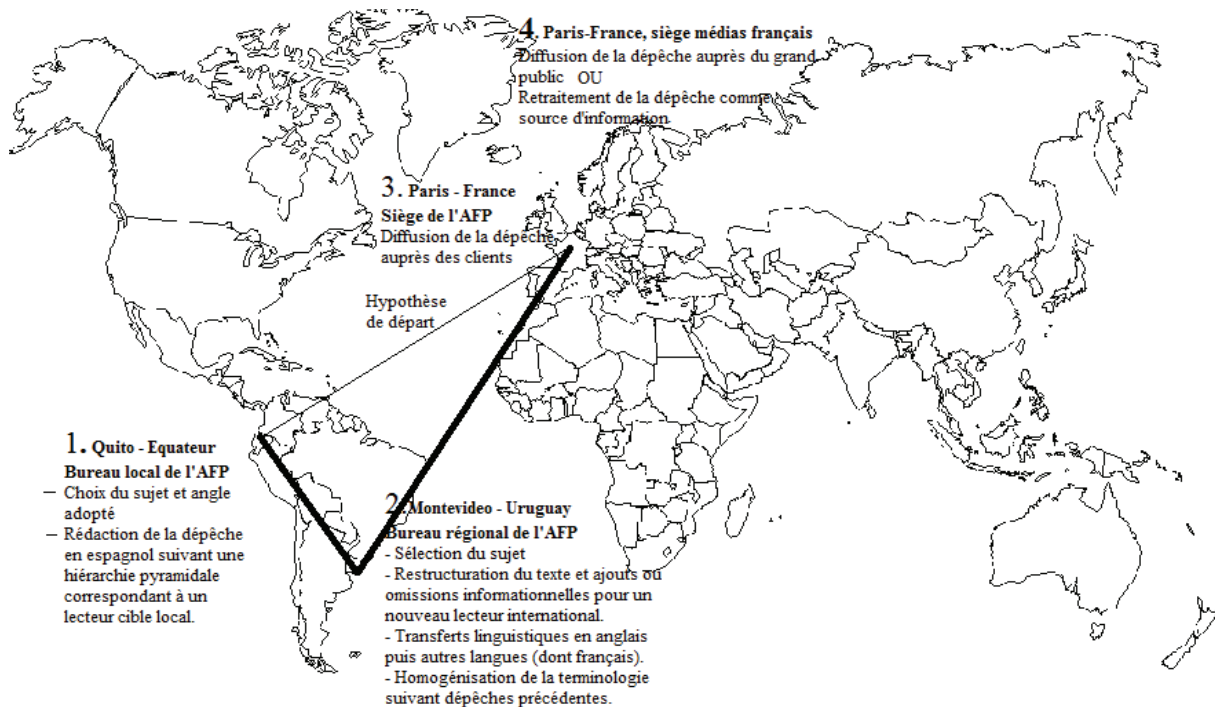 4. Paris-France, siège médias français
Diffusion de la dépêche auprès du grand
public OU
Retraitement de la dépêche comme
source d'information
3. Paris - France
Siège de l'AFP
Diffusion de la dépêche
auprès des clients
Hypothèse
de départ
1. Quito - Equateur
Bureau local de l'AFP
— Choix du sujet et angle
adopté
— Rédaction de la dépêche
en espagnol suivant une
hiérarchie pyramidale
correspondant à un
lecteur cible local.
2. Montevideo - Uruguay
Bureau régional de l'AFP
- Sélection du sujet
- Restructuration du texte et ajouts ou
omissions informationnelles pour un
nouveau lecteur international.
- Transferts linguistiques en anglais
puis autres langues (dont français).
- Homogénisation de la terminologie
suivant dépêches précédentes.